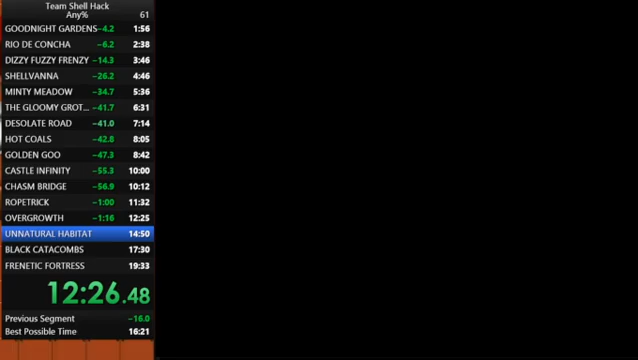 Team Shell Hack
Any% 61
GOODNIGHT GARDENS -4.2 1:56
RIO DE CONCHA -6.2 2:38
DIZZY FUZZY FRENZY -14.3 3:46
SHELLVANNA -26.2 4:46
MINTY MEADOW -34.7 5:36
THE GLOOMY GROT... -41.7 6:31
DESOLATE ROAD -41.0 7:14
HOT COALS -42.8 8:05
GOLDEN GOO -47.3 8:42
CASTLE INFINITY -55.3 10:00
CHASM BRIDGE -56.9 10:12
ROPETRICK -1:00 11:32
OVERGROWTH -1:16 12:25
UNNATURAL HABITAT 14:50
BLACK CATACOMBS 17:30
FRENETIC FORTRESS 19:33
12:26.48
Previous Segment -16.0
Best Possible Time 16:21